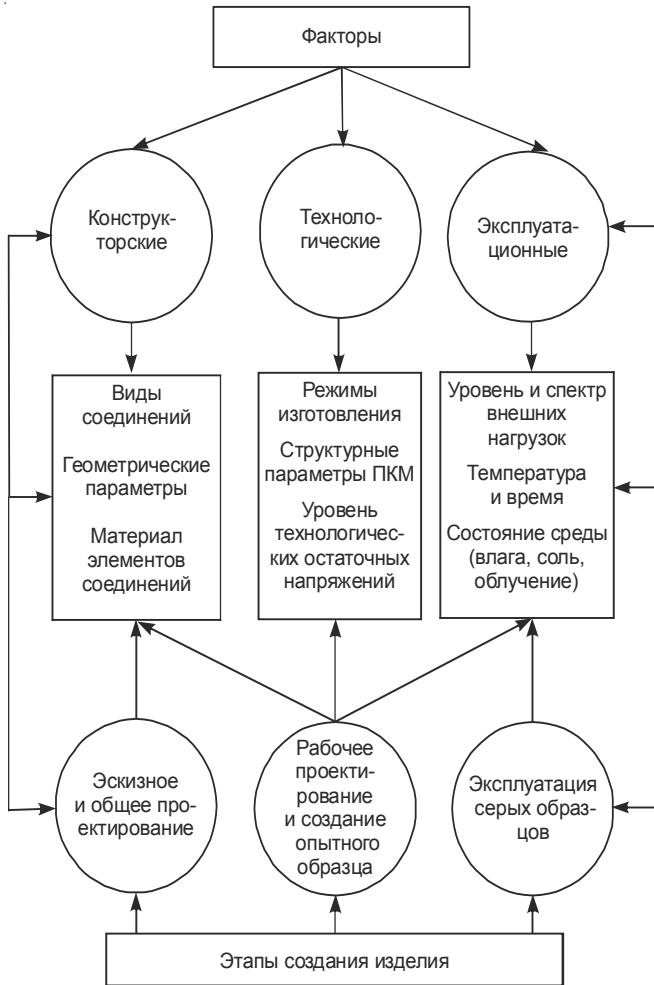 Факторы
Конструк-
торские
Техноло-
гические
Эксплуата-
ционные
Виды
соединений
Геометрические
параметры
Материал
элементов
соединений
Режимы
изготовления
Структурные
параметры ПКМ
Уровень
технологичес-
ких остаточных
напряжений
Уровень и спектр
внешних
нагрузок
Температура
и время
Состояние среды
(влага, соль,
облучение)
Эскизное
и общее про-
ектирование
Рабочее
проекти-
рование
и создание
опытного
образца
Эксплуатация
серых образ-
цов
Этапы создания изделия